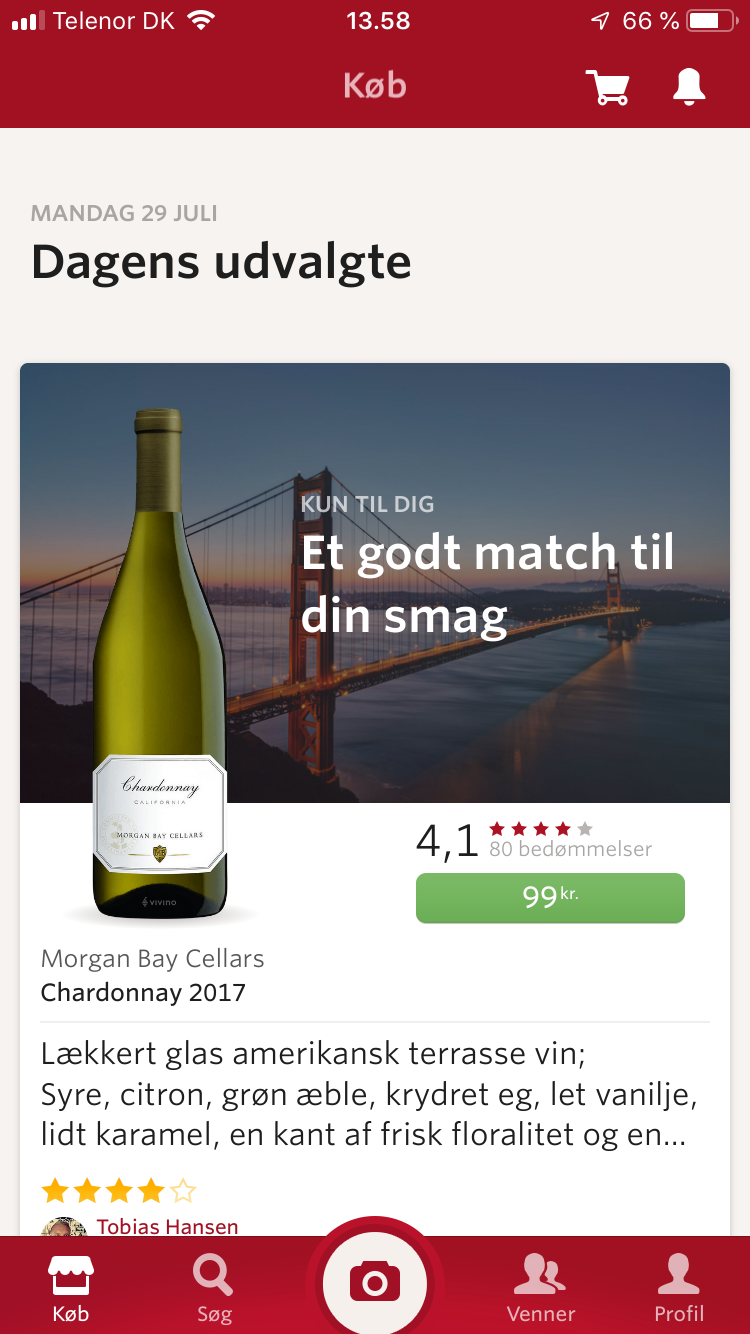 Telenor DK
13.58
66 %
Køb
MANDAG 29 JULI
Dagens udvalgte
KUN TIL DIG
Et godt match til
din smag
Chardonnay
CALIFORNIA
MORGAN BAY CELLARS
vivino
4,1
80 bedømmelser
99 kr.
Morgan Bay Cellars
Chardonnay 2017
Lækkert glas amerikansk terrasse vin;
Syre, citron, grøn æble, krydret eg, let vanilje,
lidt karamel, en kant af frisk floralitet og en...
Tobias Hansen
Køb
Søg
Venner
Profil